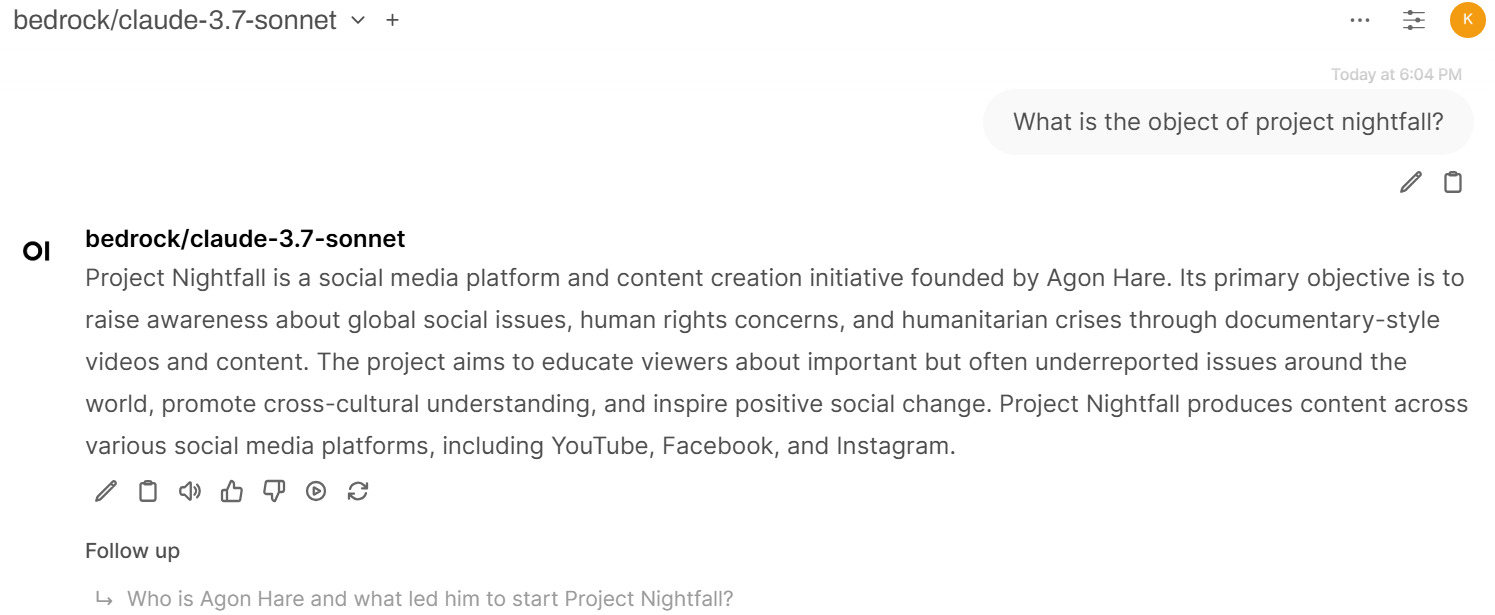 bedrock/claude-3.7-sonnet
K
Today at 6:04 PM
What is the object of project nightfall?
OI
bedrock/claude-3.7-sonnet
Project Nightfall is a social media platform and content creation initiative founded by Agon Hare. Its primary objective is to
raise awareness about global social issues, human rights concerns, and humanitarian crises through documentary-style
videos and content. The project aims to educate viewers about important but often underreported issues around the
world, promote cross-cultural understanding, and inspire positive social change. Project Nightfall produces content across
various social media platforms, including YouTube, Facebook, and Instagram.
Follow up
Who is Agon Hare and what led him to start Project Nightfall?